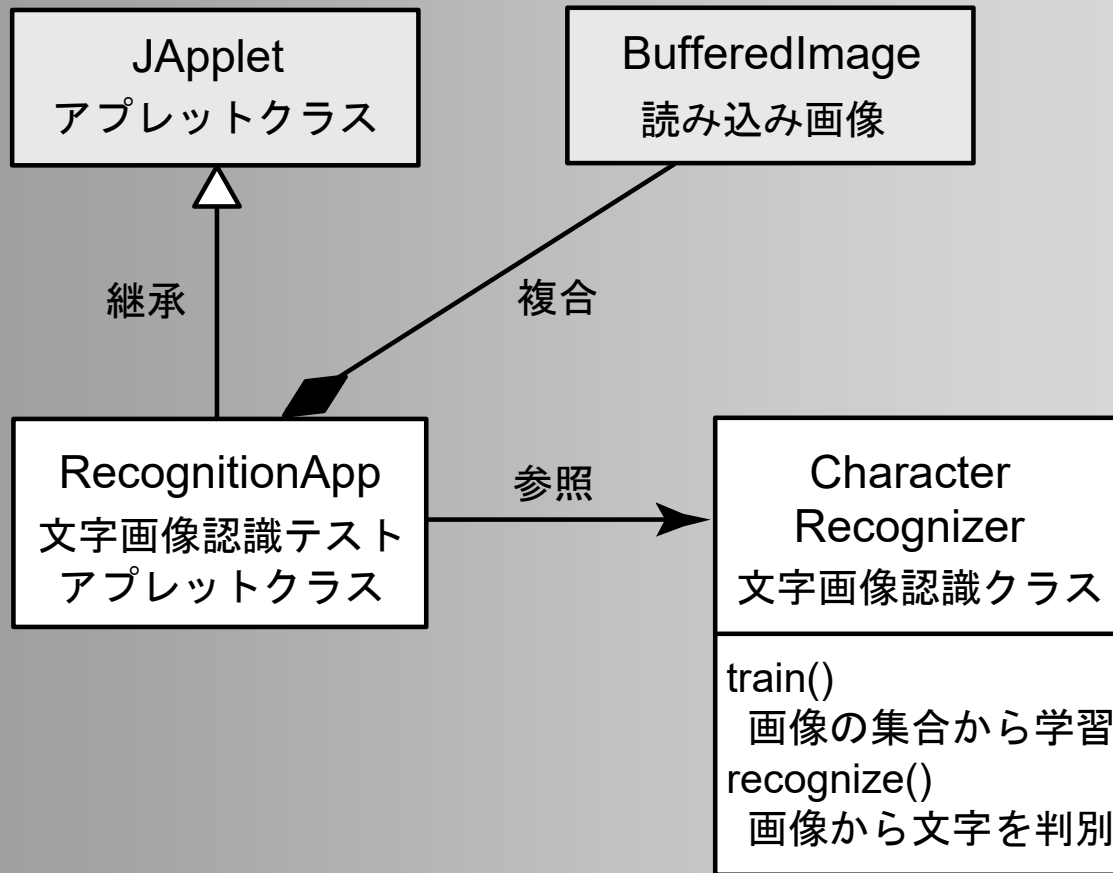 JApplet
アプレットクラス
BufferedImage
読み込み画像
継承
複合
RecognitionApp
文字画像認識テスト
アプレットクラス
参照
Character
Recognizer
文字画像認識クラス
train()
画像の集合から学習
recognize()
画像から文字を判別